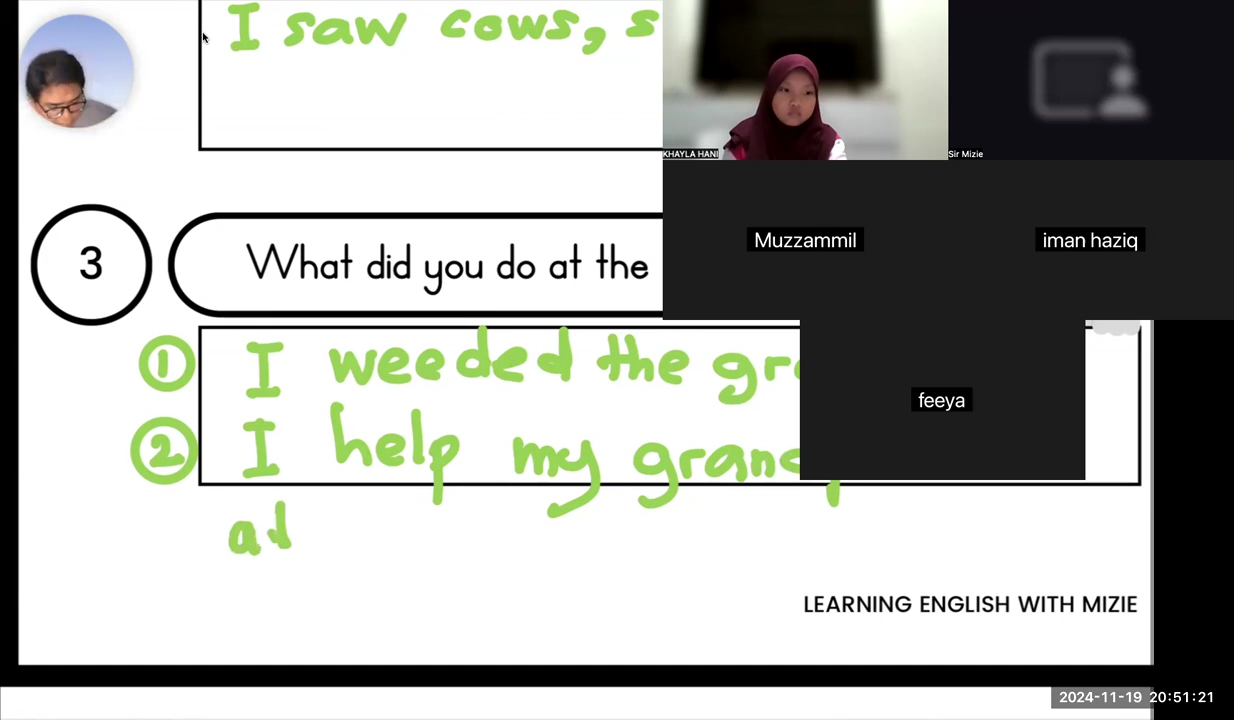 I saw cows, s
KHAYLA HANI
Sir Mizie
Muzzammil
iman haziq
3
What did you do at the
1 I weeded the gr
2 I help my grand
feeya
at
LEARNING ENGLISH WITH MIZIE
2024-11-19 20:51:21